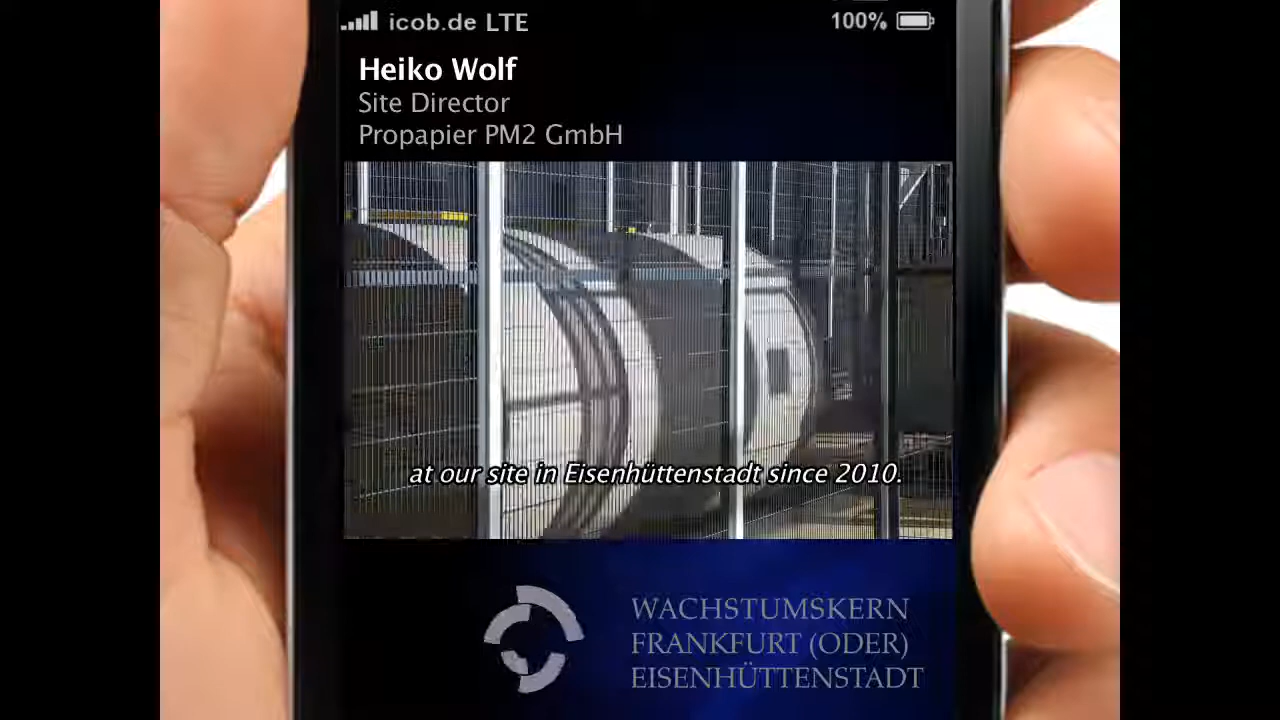 icob.de LTE 100%
Heiko Wolf
Site Director
Propapier PM2 GmbH
at our site in Eisenhüttenstadt since 2010.
WACHSTUMSKERN
FRANKFURT (ODER)
EISENHÜTTENSTADT